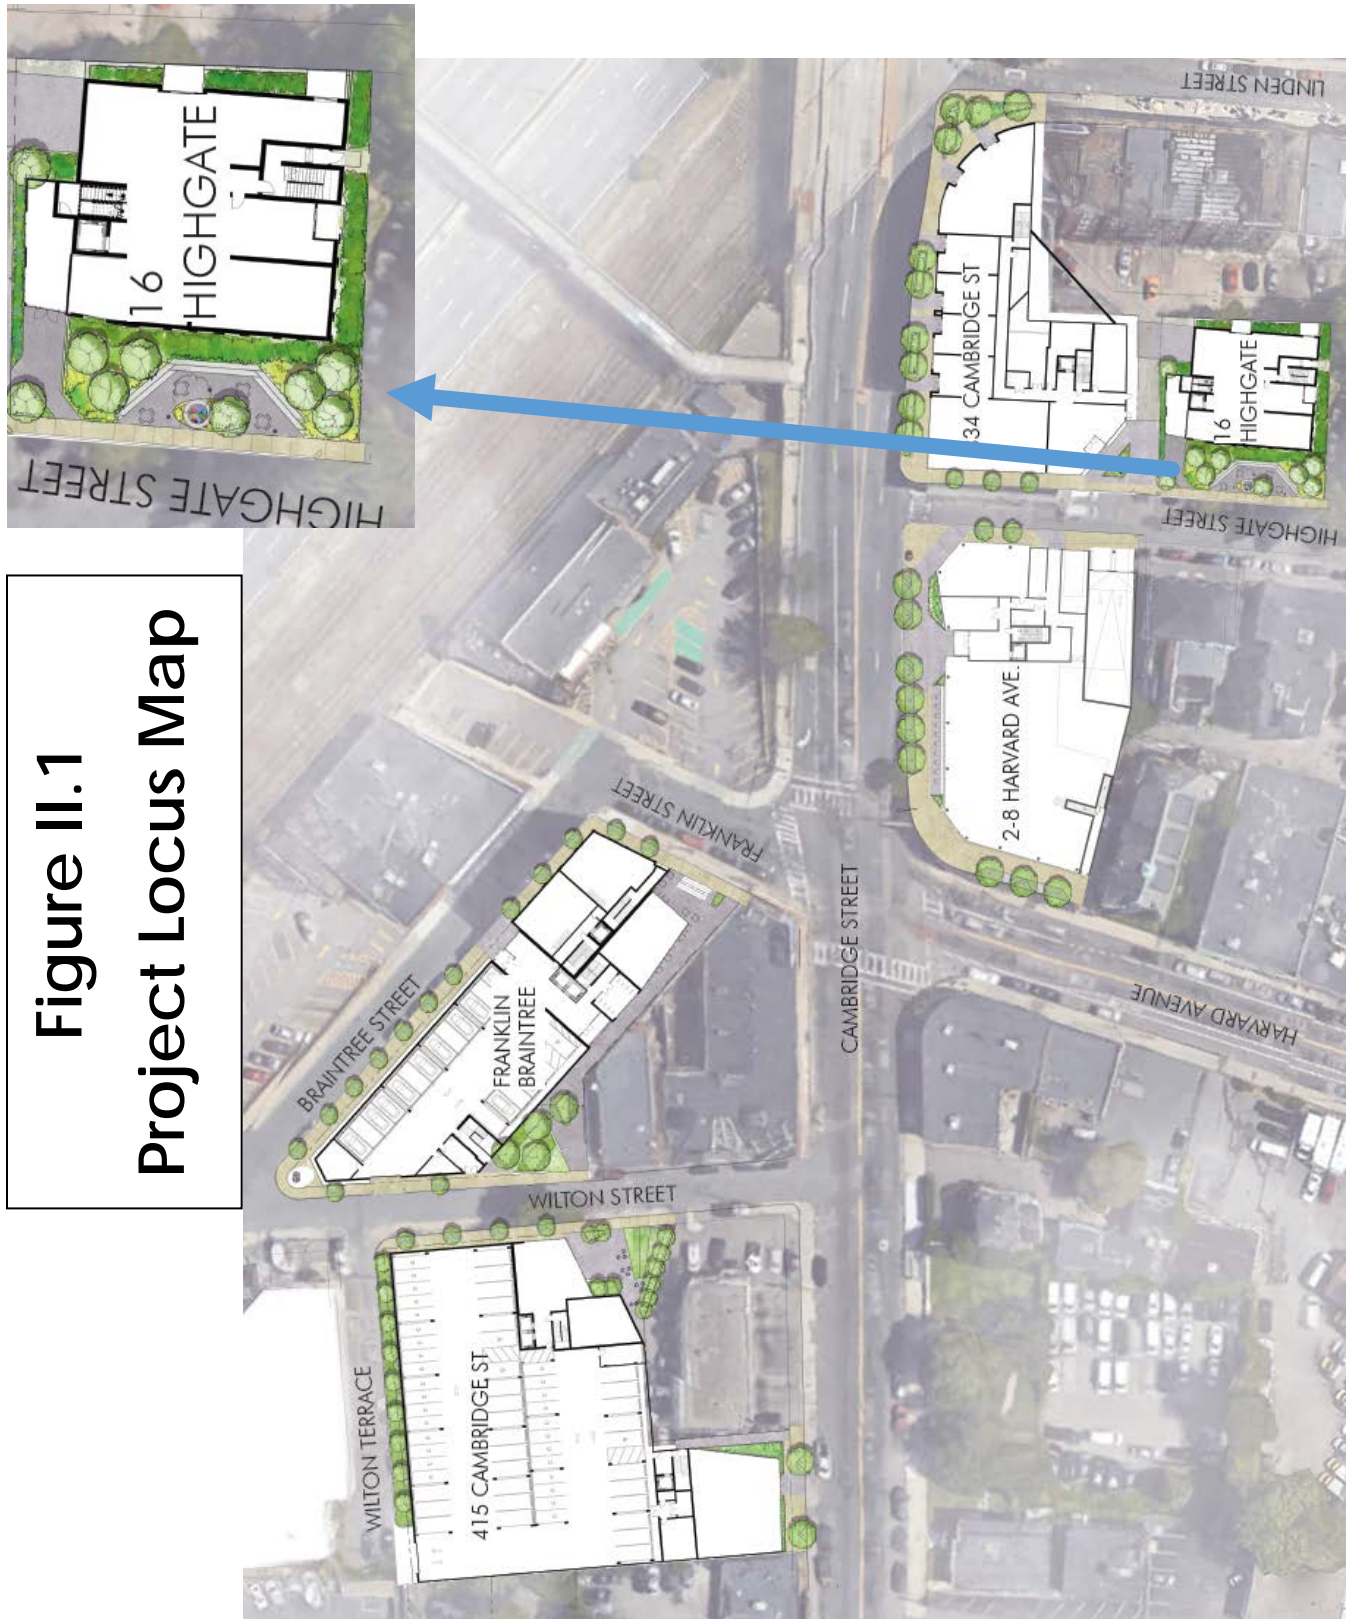 Figure II.1
Project Locus Map
16
HIGHGATE
HIGHGATE STREET
LINDEN STREET
334 CAMBRIDGE ST
16
HIGHGATE
HIGHGATE STREET
2-8 HARVARD AVE.
FRANKLIN STREET
CAMBRIDGE STREET
HARVARD AVENUE
BRAINTREE STREET
FRANKLIN
BRAINTREE
WILTON STREET
WILTON TERRACE
415 CAMBRIDGE ST